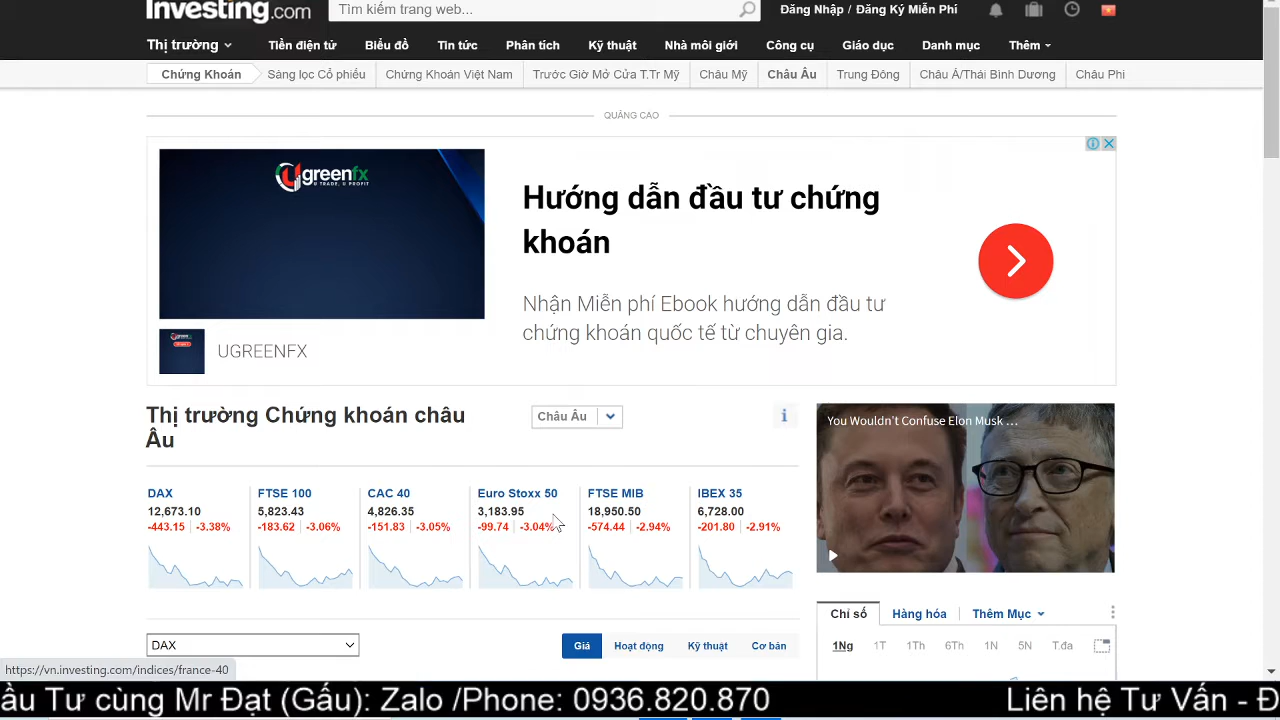 Investing.com
Tìm kiếm trang web...
Đăng Nhập / Đăng Ký Miễn Phí
Thị trường
Tiền điện tử
Biểu đồ
Tin tức
Phân tích
Kỹ thuật
Nhà môi giới
Công cụ
Giáo dục
Danh mục
Thêm
Chứng Khoán
Sàng lọc Cổ phiếu
Chứng Khoán Việt Nam
Trước Giờ Mở Cửa T.Tr Mỹ
Châu Mỹ
Châu Âu
Trung Đông
Châu Á/Thái Bình Dương
Châu Phi
QUẢNG CÁO
Ugreenfx
U TRADE, U PROFIT
Hướng dẫn đầu tư chứng
khoán
Nhận Miễn phí Ebook hướng dẫn đầu tư
chứng khoán quốc tế từ chuyên gia.
UGREENFX
Thị trường Chứng khoán châu
Âu
Châu Âu
You Wouldn't Confuse Elon Musk ...
DAX
12,673.10
-443.15 -3.38%
FTSE 100
5,823.43
-183.62 -3.06%
CAC 40
4,826.35
-151.83 -3.05%
Euro Stoxx 50
3,183.95
-99.74 -3.04%
FTSE MIB
18,950.50
-574.44 -2.94%
IBEX 35
6,728.00
-201.80 -2.91%
DAX
Giá
Hoạt động
Kỹ thuật
Cơ bản
Chỉ số
Hàng hóa
Thêm Mục
1Ng
1T
1Th
6Th
1N
5N
T.đa
https://vn.investing.com/indices/france-40
ầu Tư cùng Mr Đạt (Gấu): Zalo /Phone: 0936.820.870
Liên hệ Tư Vấn - Đ